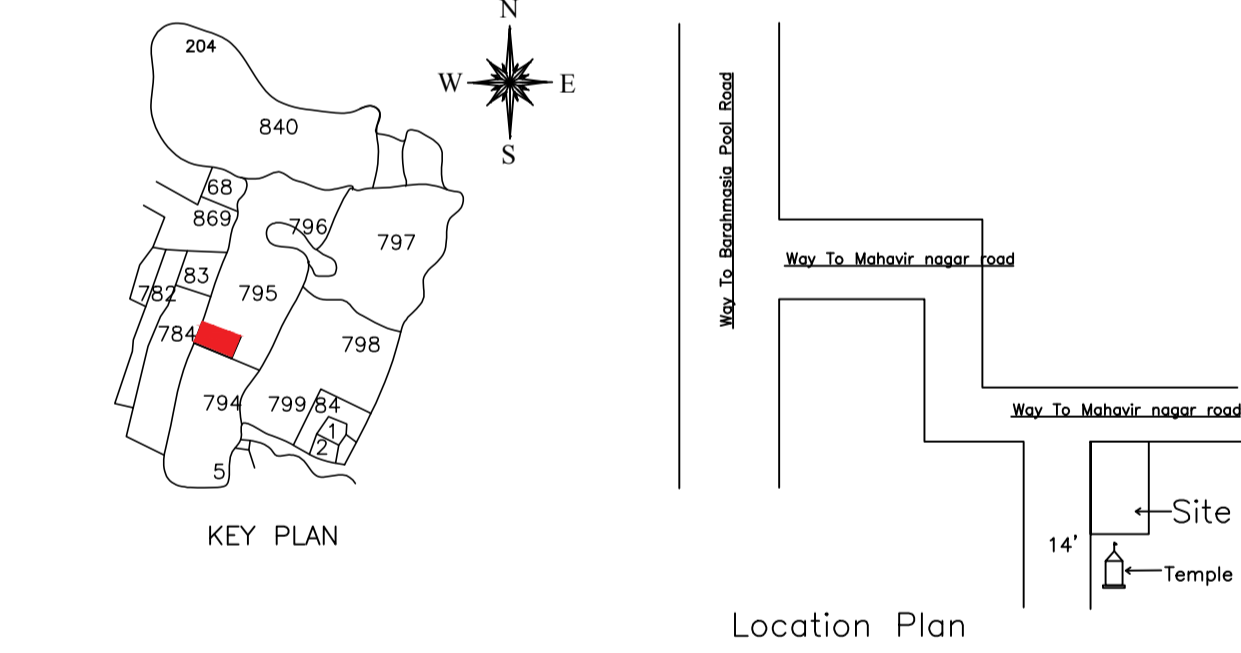 N
W
E
S
204
840
68
869
796
797
83
782
795
784
798
794
799
84
1
2
5
KEY PLAN
Way To Barahmasia Pool Road
Way To Mahavir nagar road
Way To Mahavir nagar road
Site
14'
Temple
Location Plan